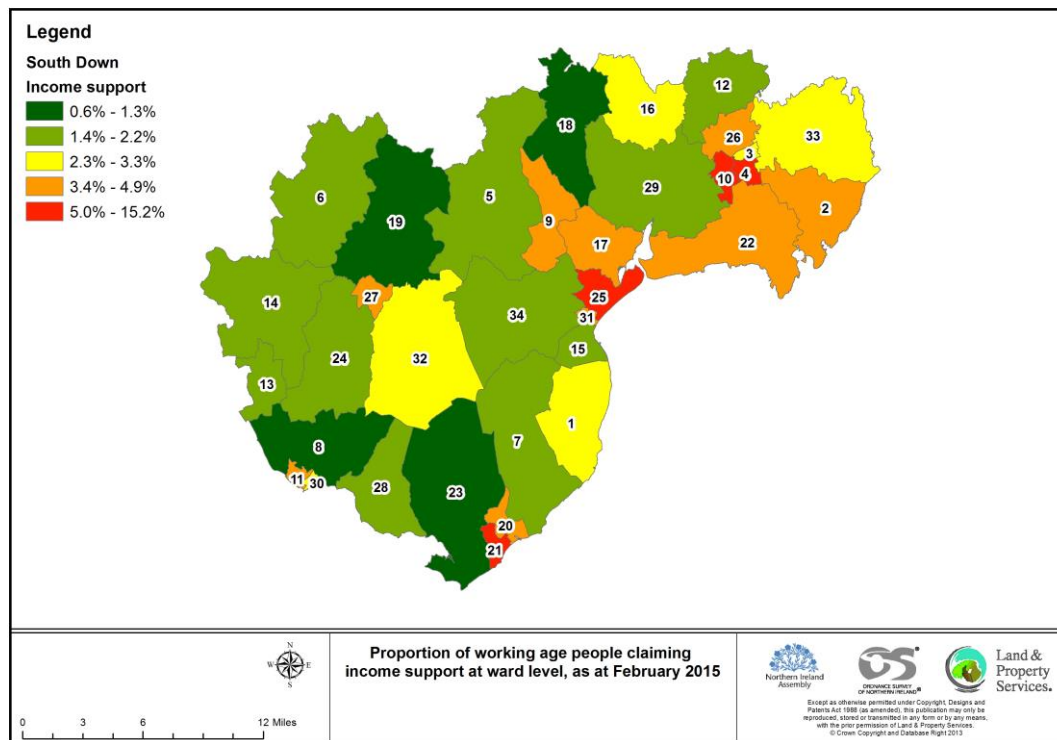 Legend
South Down
Income support
0.6% - 1.3%
1.4% - 2.2%
2.3% - 3.3%
3.4% - 4.9%
5.0% - 15.2%
12
16
18
26
33
3
10
4
29
6
5
2
19
9
17
22
27
25
14
34
31
15
32
24
13
1
7
8
11
30
28
23
20
21
N
W
E
S
0
3
6
12 Miles
Proportion of working age people claiming
income support at ward level, as at February 2015
Northern Ireland
Assembly
OS
ORDNANCE SURVEY
OF NORTHERN IRELAND
Land &
Property
Services.
Except as otherwise permitted under Copyright, Designs and
Patents Act 1988 (as amended), this publication may only be
reproduced, stored or transmitted in any form or by any means,
with the prior permission of Land & Property Services.
© Crown Copyright and Database Right 2013